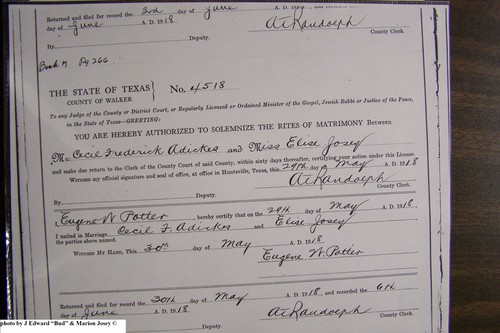 Returned and filed for record the 3rd day of June
day of June A. D. 1918.
At Randolph
County Clerk.
By Deputy.
Book M Pg 266
THE STATE OF TEXAS } No. 4518
COUNTY OF WALKER
To any Judge of the County or District Court, or Regularly Licensed or Ordained Minister of the Gospel, Jewish Rabbi or Justice of the Peace,
in the State of Texas—GREETING:
YOU ARE HEREBY AUTHORIZED TO SOLEMNIZE THE RITES OF MATRIMONY Between
Mr. Cecil Frederick Adickes and Miss Elise Josey
and make due return to the Clerk of the County Court of said County, within sixty days thereafter, certifying your action under this License.
Witness my official signature and seal of office, at office in Huntsville, Texas, this 29th day of May A. D. 1918
At Randolph
County Clerk
By Deputy.
I, Eugene W Potter, hereby certify that on the 29th day of May A. D. 1918
I united in Marriage Cecil F. Adickes and Elise Josey
the parties above named.
Witness My Hand, This 30th day of May A. D. 1918.
Eugene W. Potter
Returned and filed for record the 30th day of May, and recorded the 6th
day of June A. D. 1918.
At Randolph
photo by J Edward "Bud" & Marion Josey ©